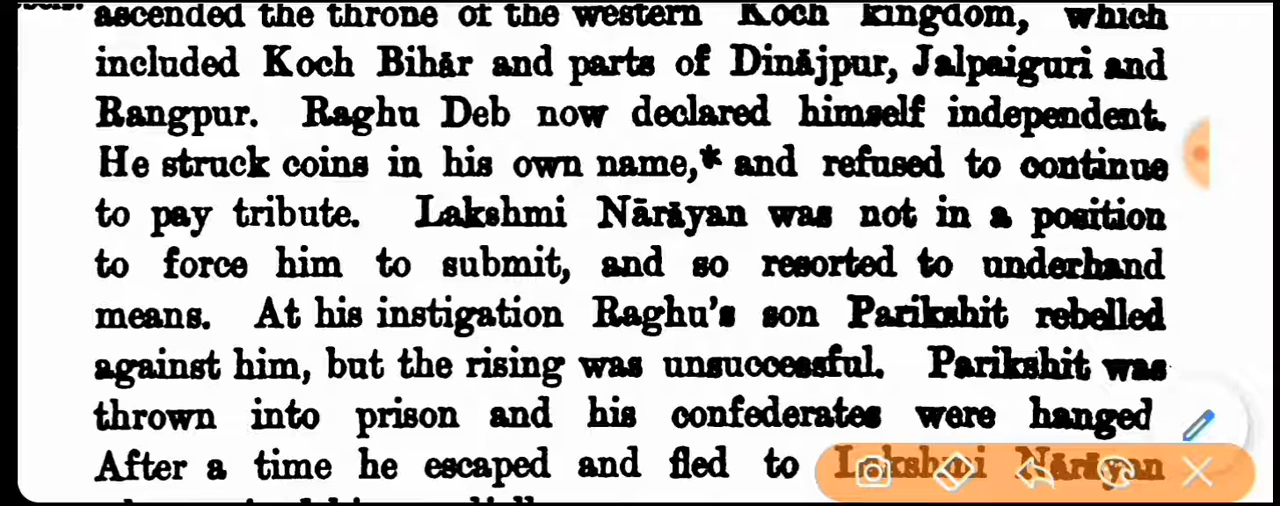 ascended the throne of the western Koch kingdom, which
included Koch Bihār and parts of Dinājpur, Jalpaiguri and
Rangpur. Raghu Deb now declared himself independent.
He struck coins in his own name,* and refused to continue
to pay tribute. Lakshmi Nārāyan was not in a position
to force him to submit, and so resorted to underhand
means. At his instigation Raghu's son Parikshit rebelled
against him, but the rising was unsuccessful. Parikshit was
thrown into prison and his confederates were hanged
After a time he escaped and fled to Lakshmi Nārāyan